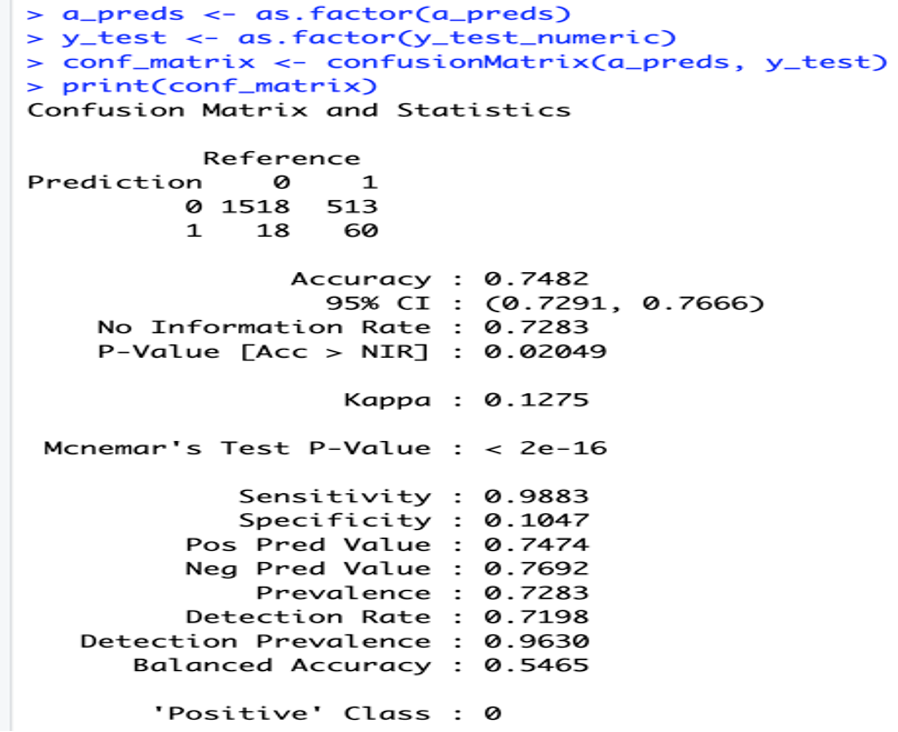 > a_preds <- as.factor(a_preds)
> y_test <- as.factor(y_test_numeric)
> conf_matrix <- confusionMatrix(a_preds, y_test)
> print(conf_matrix)
Confusion Matrix and Statistics
Reference
Prediction 0 1
0 1518 513
1 18 60
Accuracy : 0.7482
95% CI : (0.7291, 0.7666)
No Information Rate : 0.7283
P-Value [Acc > NIR] : 0.02049
Kappa : 0.1275
Mcnemar's Test P-Value : < 2e-16
Sensitivity : 0.9883
Specificity : 0.1047
Pos Pred Value : 0.7474
Neg Pred Value : 0.7692
Prevalence : 0.7283
Detection Rate : 0.7198
Detection Prevalence : 0.9630
Balanced Accuracy : 0.5465
'Positive' Class : 0